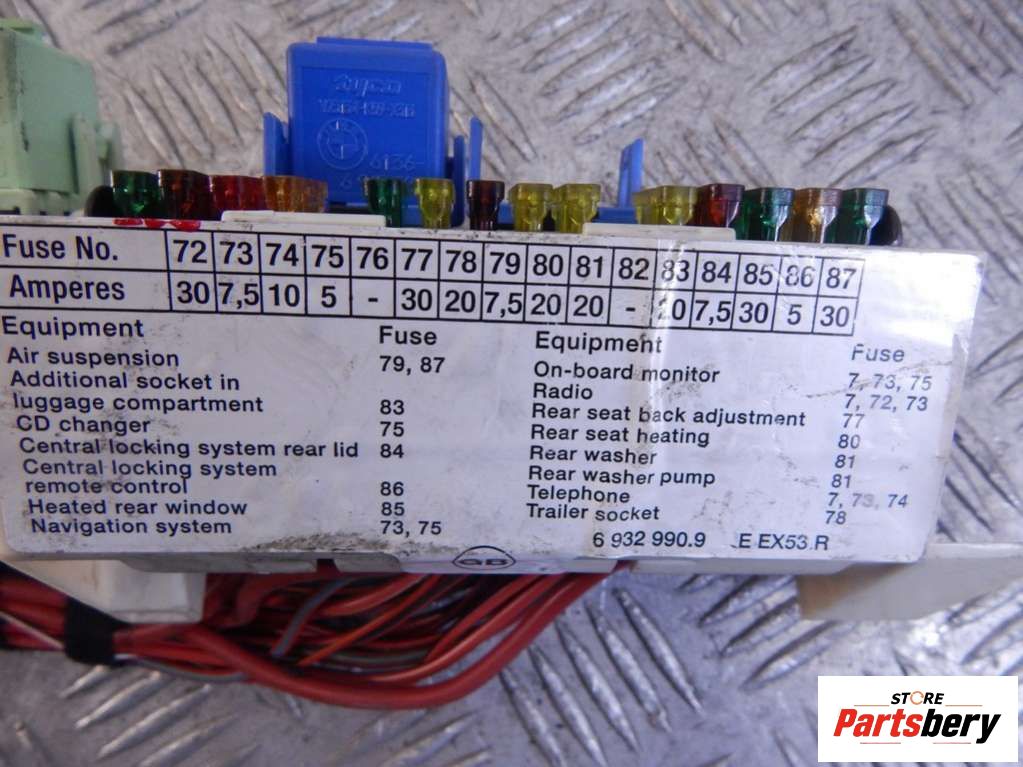 Fuse No. 72 73 74 75 76 77 78 79 80 81 82 83 84 85 86 87
Amperes 30 7,5 10 5 - 30 20 7,5 20 20 - 20 7,5 30 5 30
Equipment Fuse
Air suspension 79, 87
Additional socket in
luggage compartment 83
CD changer 75
Central locking system rear lid 84
Central locking system
remote control 86
Heated rear window 85
Navigation system 73, 75
Equipment Fuse
On-board monitor 7, 73, 75
Radio 7, 72, 73
Rear seat back adjustment 77
Rear seat heating 80
Rear washer 81
Rear washer pump 81
Telephone 7, 73, 74
Trailer socket 78
6 932 990.9 E EX53 R
GB
STORE
Partsbery